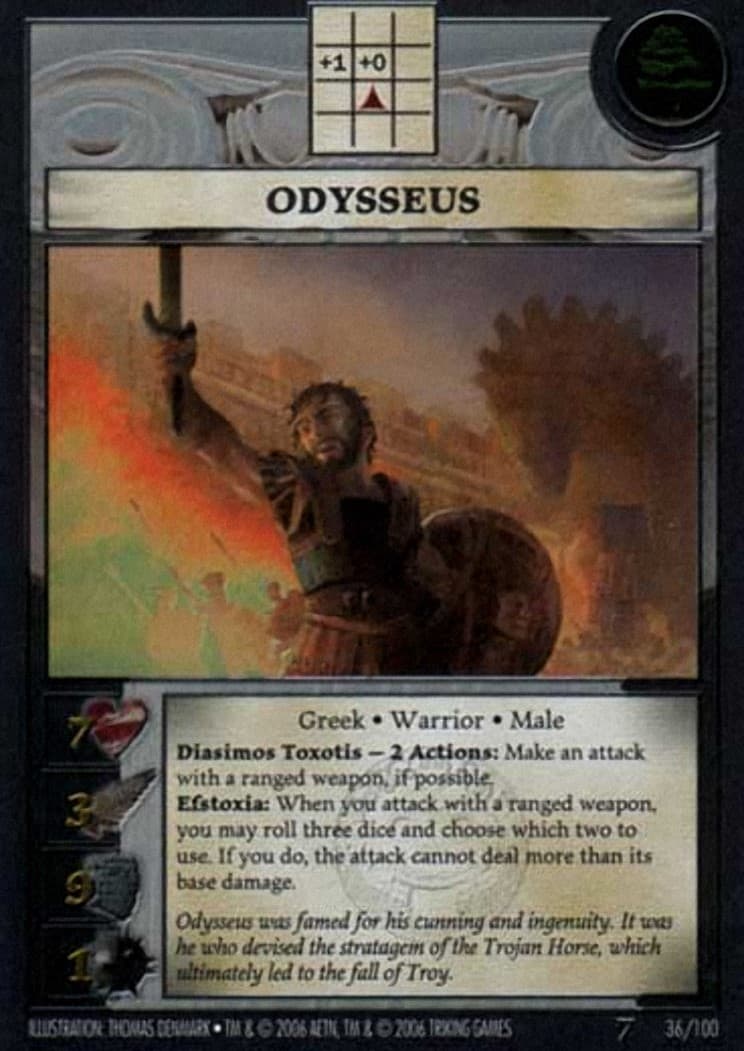 +1 +0
ODYSSEUS
7
3
9
1
Greek • Warrior • Male
Diasimos Toxotis – 2 Actions: Make an attack
with a ranged weapon, if possible.
Efstoxia: When you attack with a ranged weapon,
you may roll three dice and choose which two to
use. If you do, the attack cannot deal more than its
base damage.
Odysseus was famed for his cunning and ingenuity. It was
he who devised the stratagem of the Trojan Horse, which
ultimately led to the fall of Troy.
ILLUSTRATION: THOMAS DENMARK • TM & © 2006 AETN, TM & © 2006 TRIKING GAMES 7 36/100